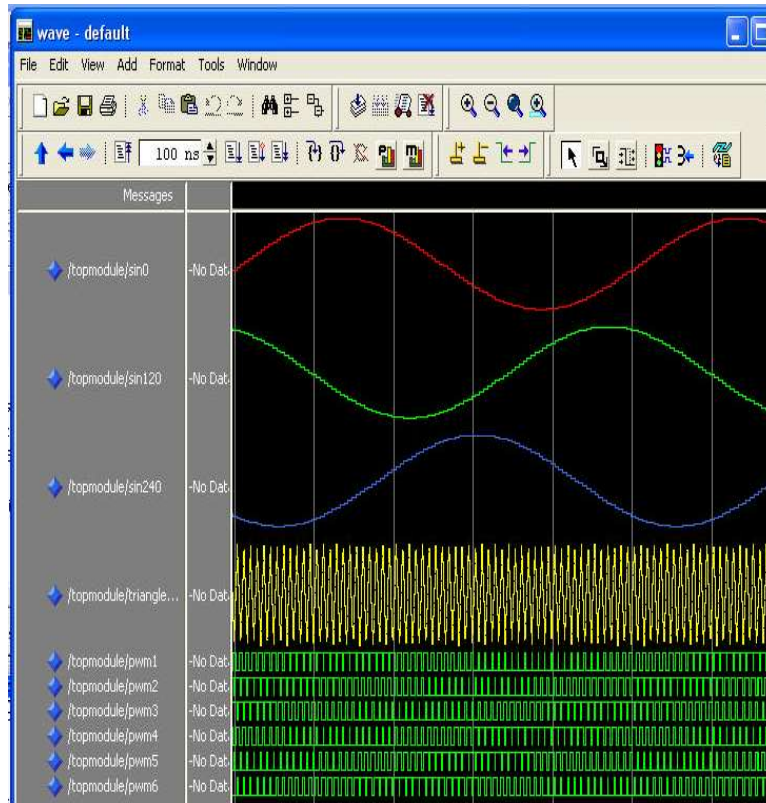 wave - default
File Edit View Add Format Tools Window
100 ns
Messages
/topmodule/sin0 -No Dat
/topmodule/sin120 -No Dat
/topmodule/sin240 -No Dat
/topmodule/triangle... -No Dat
/topmodule/pwm1 -No Dat
/topmodule/pwm2 -No Dat
/topmodule/pwm3 -No Dat
/topmodule/pwm4 -No Dat
/topmodule/pwm5 -No Dat
/topmodule/pwm6 -No Dat